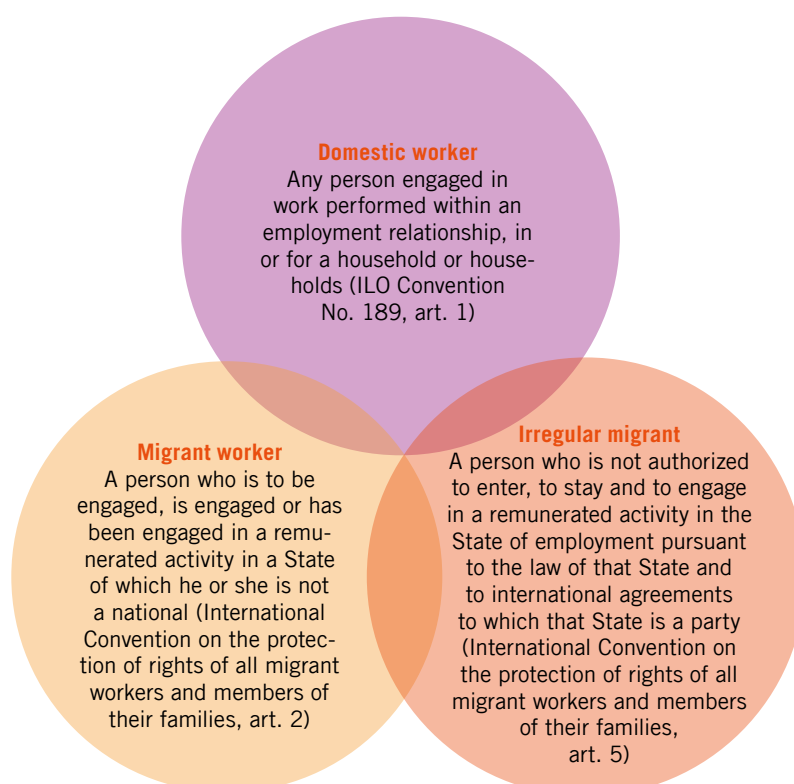 Domestic worker
Any person engaged in
work performed within an
employment relationship, in
or for a household or house-
holds (ILO Convention
No. 189, art. 1)
Migrant worker
A person who is to be
engaged, is engaged or has
been engaged in a remu-
nerated activity in a State
of which he or she is not
a national (International
Convention on the protec-
tion of rights of all migrant
workers and members of
their families, art. 2)
Irregular migrant
A person who is not authorized
to enter, to stay and to engage
in a remunerated activity in the
State of employment pursuant
to the law of that State and
to international agreements
to which that State is a party
(International Convention on
the protection of rights of all
migrant workers and members
of their families,
art. 5)